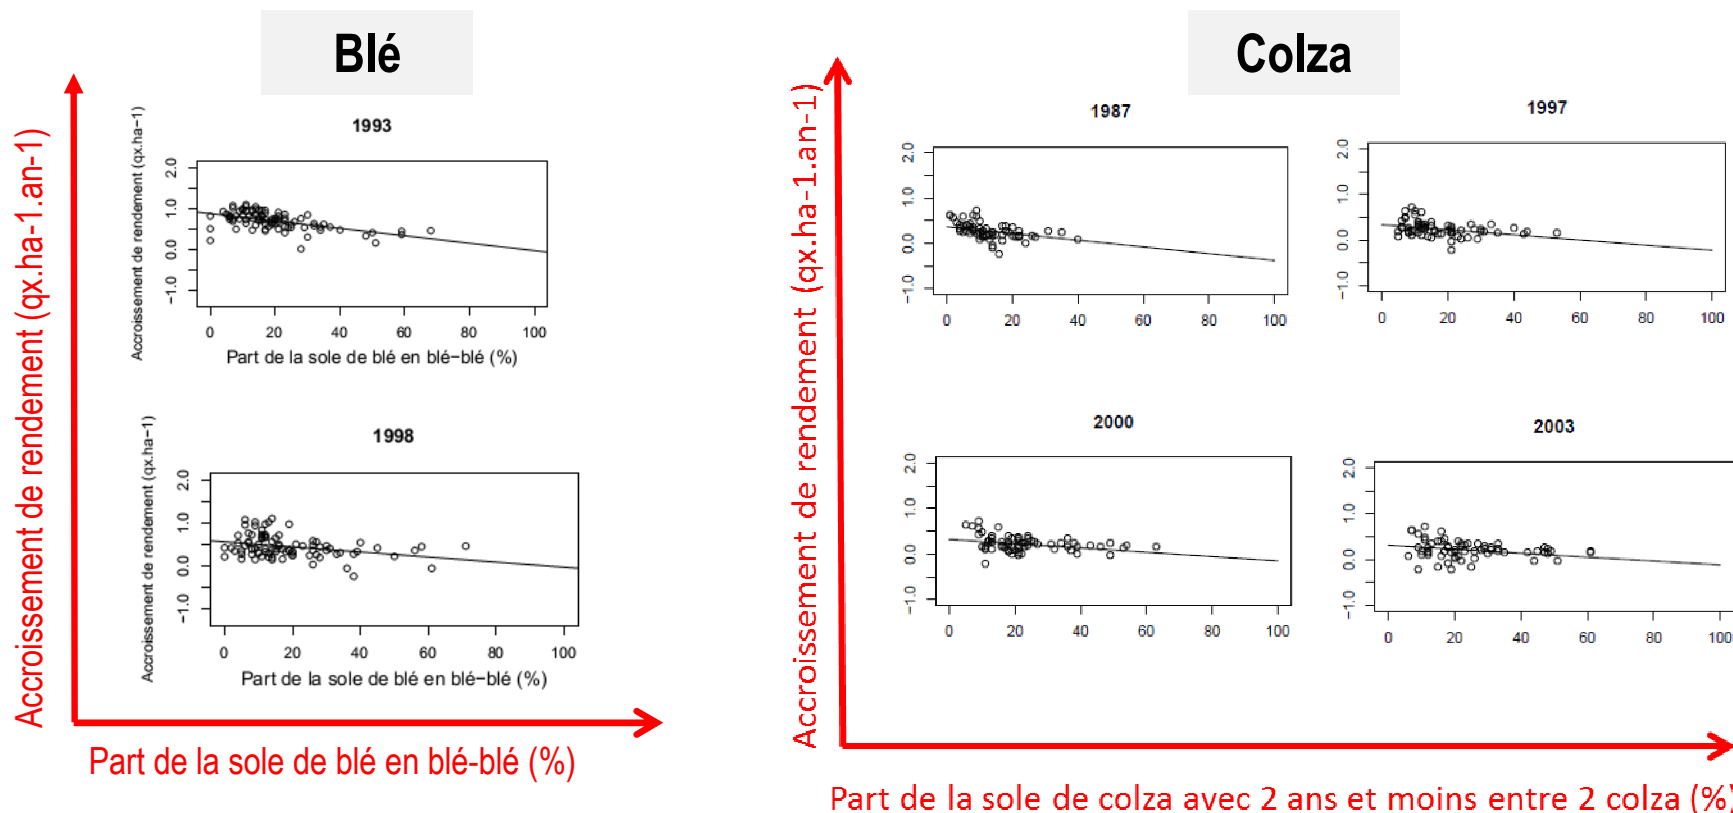 Blé
Accroissement de rendement (qx.ha-1.an-1)
1993
Accroissement de rendement (qx.ha−1)
2.0
1.0
0.0
−1.0
0 20 40 60 80 100
Part de la sole de blé en blé−blé (%)
1998
Accroissement de rendement (qx.ha−1)
2.0
1.0
0.0
−1.0
0 20 40 60 80 100
Part de la sole de blé en blé−blé (%)
Part de la sole de blé en blé-blé (%)
Colza
Accroissement de rendement (qx.ha-1.an-1)
1987
2.0
1.0
0.0
−1.0
0 20 40 60 80 100
1997
2.0
1.0
0.0
−1.0
0 20 40 60 80 100
2000
2.0
1.0
0.0
−1.0
0 20 40 60 80 100
2003
2.0
1.0
0.0
−1.0
0 20 40 60 80 100
Part de la sole de colza avec 2 ans et moins entre 2 colza (%)